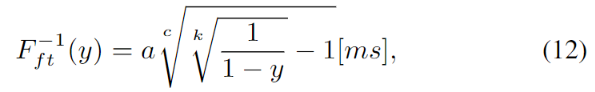 $F_{ft}^{-1}(y) = a\sqrt[c]{\sqrt[k]{\frac{1}{1-y}} - 1}[ms],$ (12)